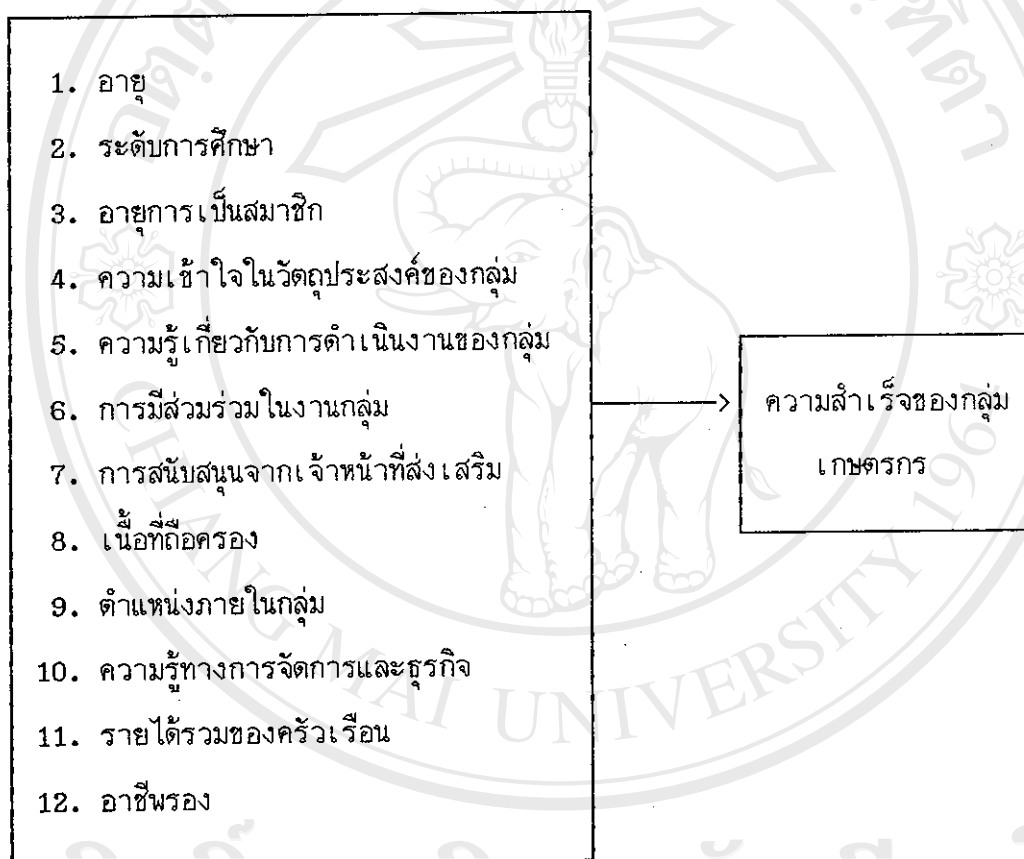 1. อายุ
2. ระดับการศึกษา
3. อายุการเป็นสมาชิก
4. ความเข้าใจในวัตถุประสงค์ของกลุ่ม
5. ความรู้เกี่ยวกับการดำเนินงานของกลุ่ม
6. การมีส่วมร่วมในงานกลุ่ม
7. การสนับสนุนจากเจ้าหน้าที่ส่งเสริม
8. เนื้อที่ถือครอง
9. ตำแหน่งภายในกลุ่ม
10. ความรู้ทางการจัดการและธุรกิจ
11. รายได้รวมของครัวเรือน
12. อาชีพรอง
ความสำเร็จของกลุ่ม
เกษตรกร
CHIANG MAI UNIVERSITY 1964